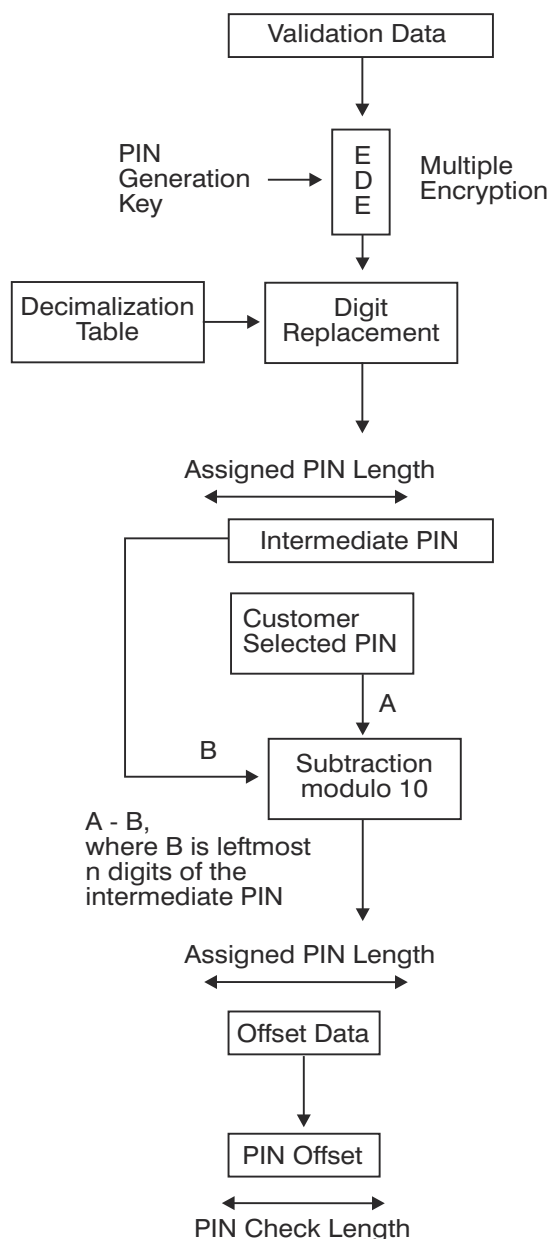 Validation Data
PIN
Generation
Key
E
D
E
Multiple
Encryption
Decimalization
Table
Digit
Replacement
Assigned PIN Length
Intermediate PIN
Customer
Selected PIN
A
B
Subtraction
modulo 10
A - B,
where B is leftmost
n digits of the
intermediate PIN
Assigned PIN Length
Offset Data
PIN Offset
PIN Check Length